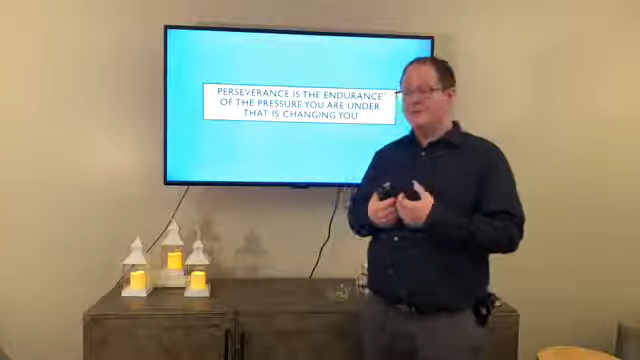 PERSEVERANCE IS THE ENDURANCE
OF THE PRESSURE YOU ARE UNDER
THAT IS CHANGING YOU